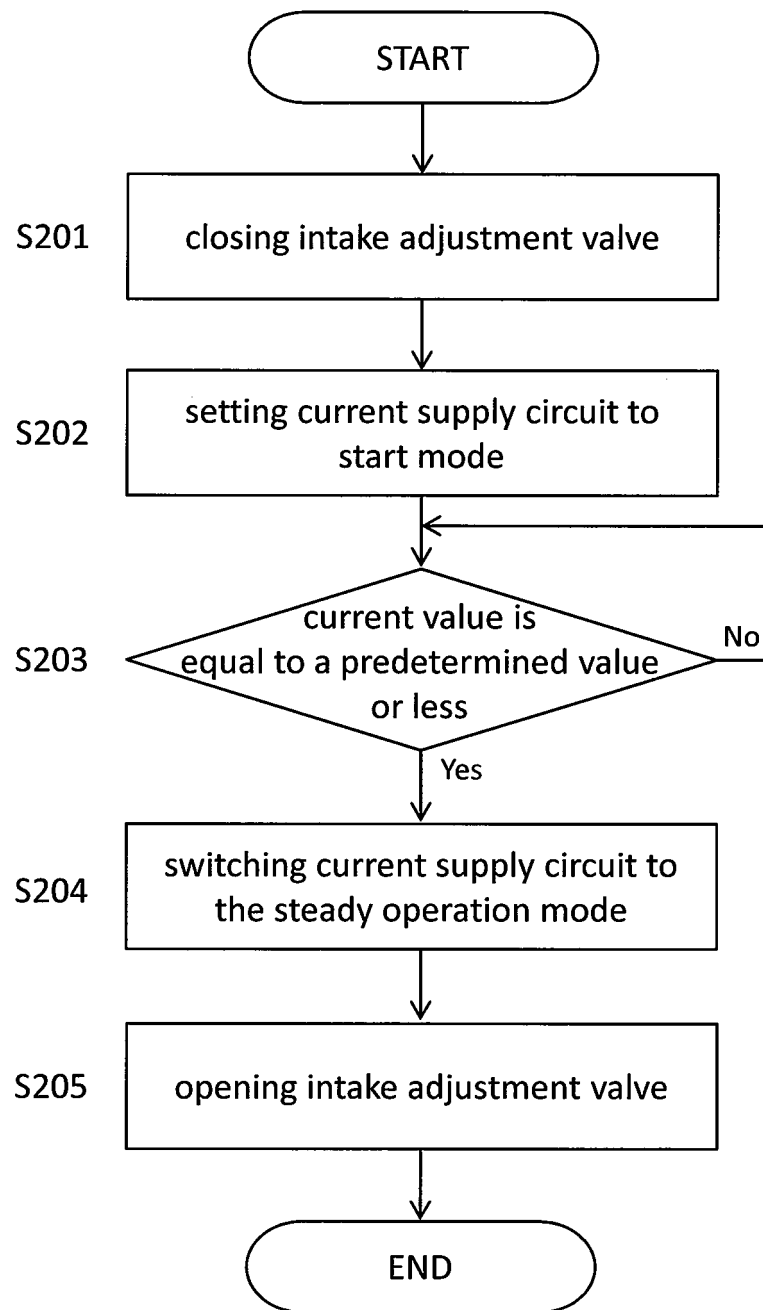 START
S201
closing intake adjustment valve
S202
setting current supply circuit to
start mode
S203
current value is
equal to a predetermined value
or less
No
Yes
S204
switching current supply circuit to
the steady operation mode
S205
opening intake adjustment valve
END